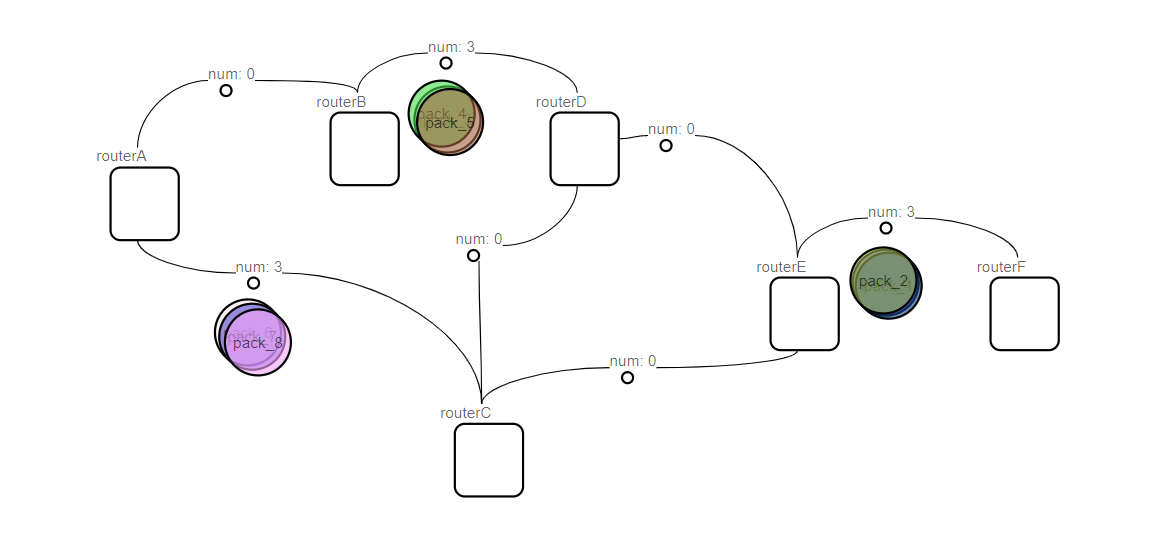 num: 3
num: 0
routerB
routerD
pack_4
pack_5
num: 0
routerA
num: 3
num: 0
routerE
routerF
num: 3
pack_2
pack_8
num: 0
routerC